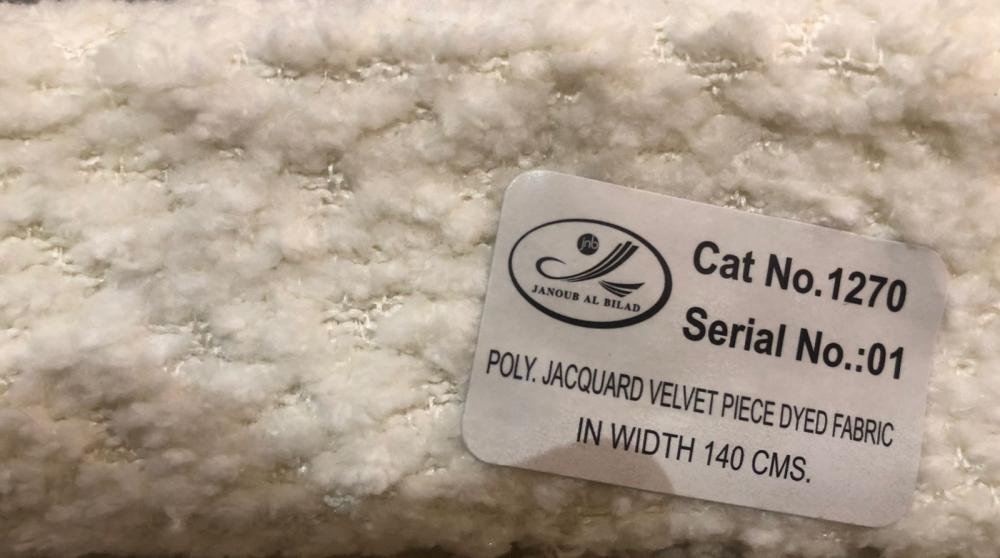 jnb
JANOUB AL BILAD
Cat No.1270
Serial No.:01
POLY. JACQUARD VELVET PIECE DYED FABRIC
IN WIDTH 140 CMS.